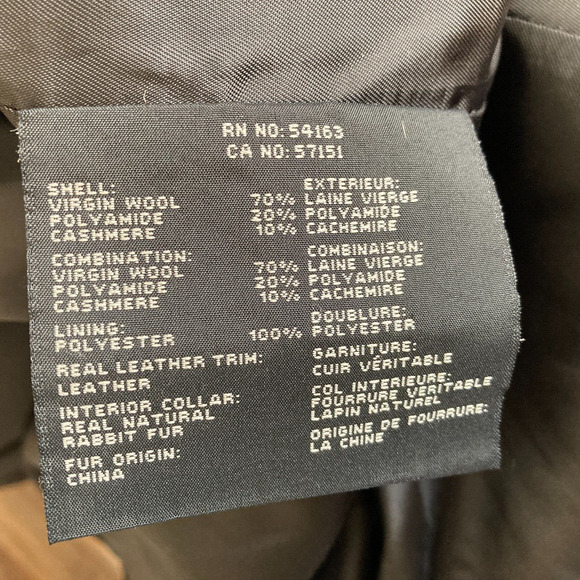 RN NO: 54163
CA NO: 57151
SHELL:
VIRGIN WOOL 70%
POLYAMIDE 20%
CASHMERE 10%
COMBINATION:
VIRGIN WOOL 70%
POLYAMIDE 20%
CASHMERE 10%
LINING:
POLYESTER 100%
REAL LEATHER TRIM:
LEATHER
INTERIOR COLLAR:
REAL NATURAL
RABBIT FUR
FUR ORIGIN:
CHINA
EXTERIEUR:
LAINE VIERGE
POLYAMIDE
CACHEMIRE
COMBINAISON:
LAINE VIERGE
POLYAMIDE
CACHEMIRE
DOUBLURE:
POLYESTER
GARNITURE:
CUIR VÉRITABLE
COL INTERIEURE:
FOURRURE VÉRITABLE
LAPIN NATUREL
ORIGINE DE FOURRURE:
LA CHINE